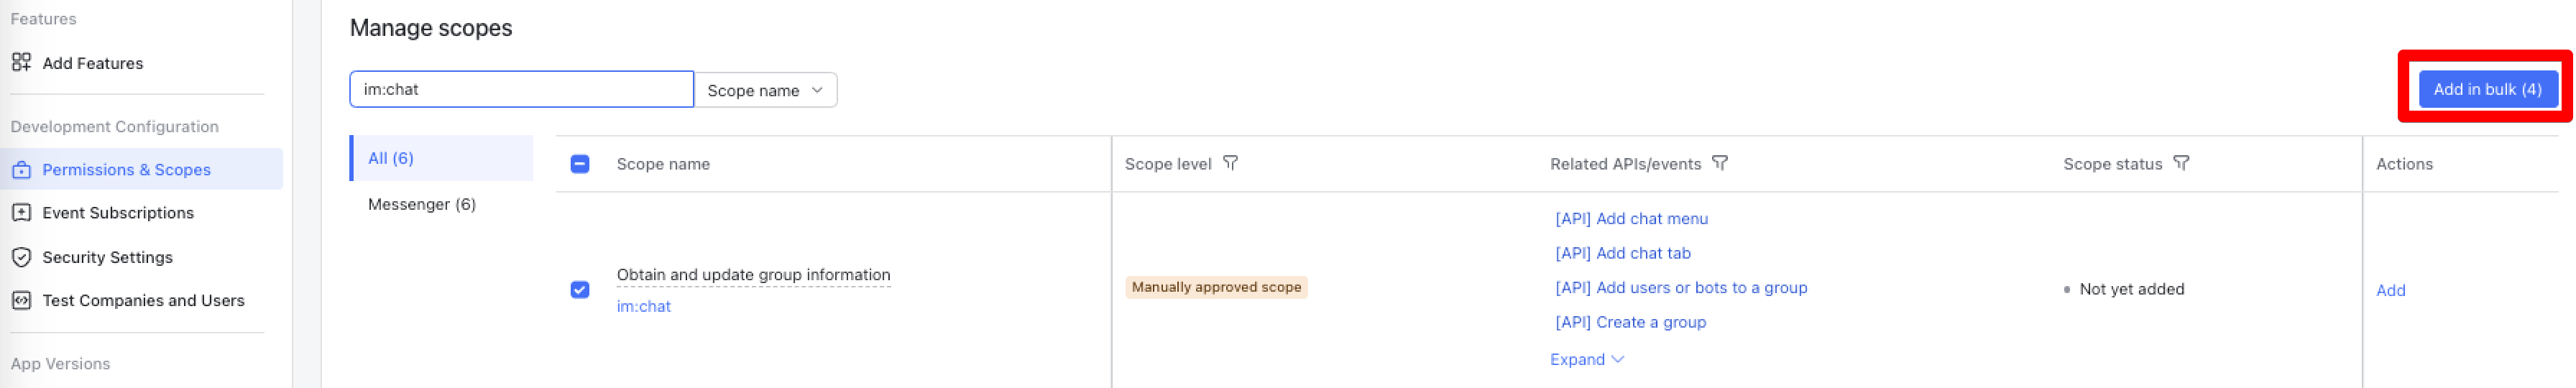 Features
Add Features
Development Configuration
Permissions & Scopes
Event Subscriptions
Security Settings
Test Companies and Users
App Versions
Manage scopes
im:chat
Scope name
Add in bulk (4)
All (6)
Messenger (6)
Scope name
Scope level
Related APIs/events
Scope status
Actions
Obtain and update group information
im:chat
Manually approved scope
[API] Add chat menu
[API] Add chat tab
[API] Add users or bots to a group
[API] Create a group
Expand
Not yet added
Add